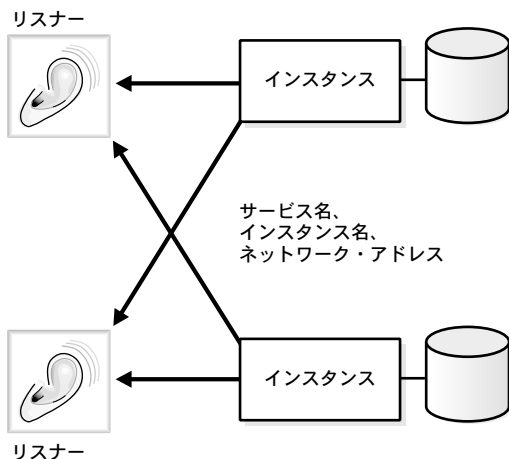 リスナー
インスタンス
サービス名、
インスタンス名、
ネットワーク・アドレス
インスタンス
リスナー